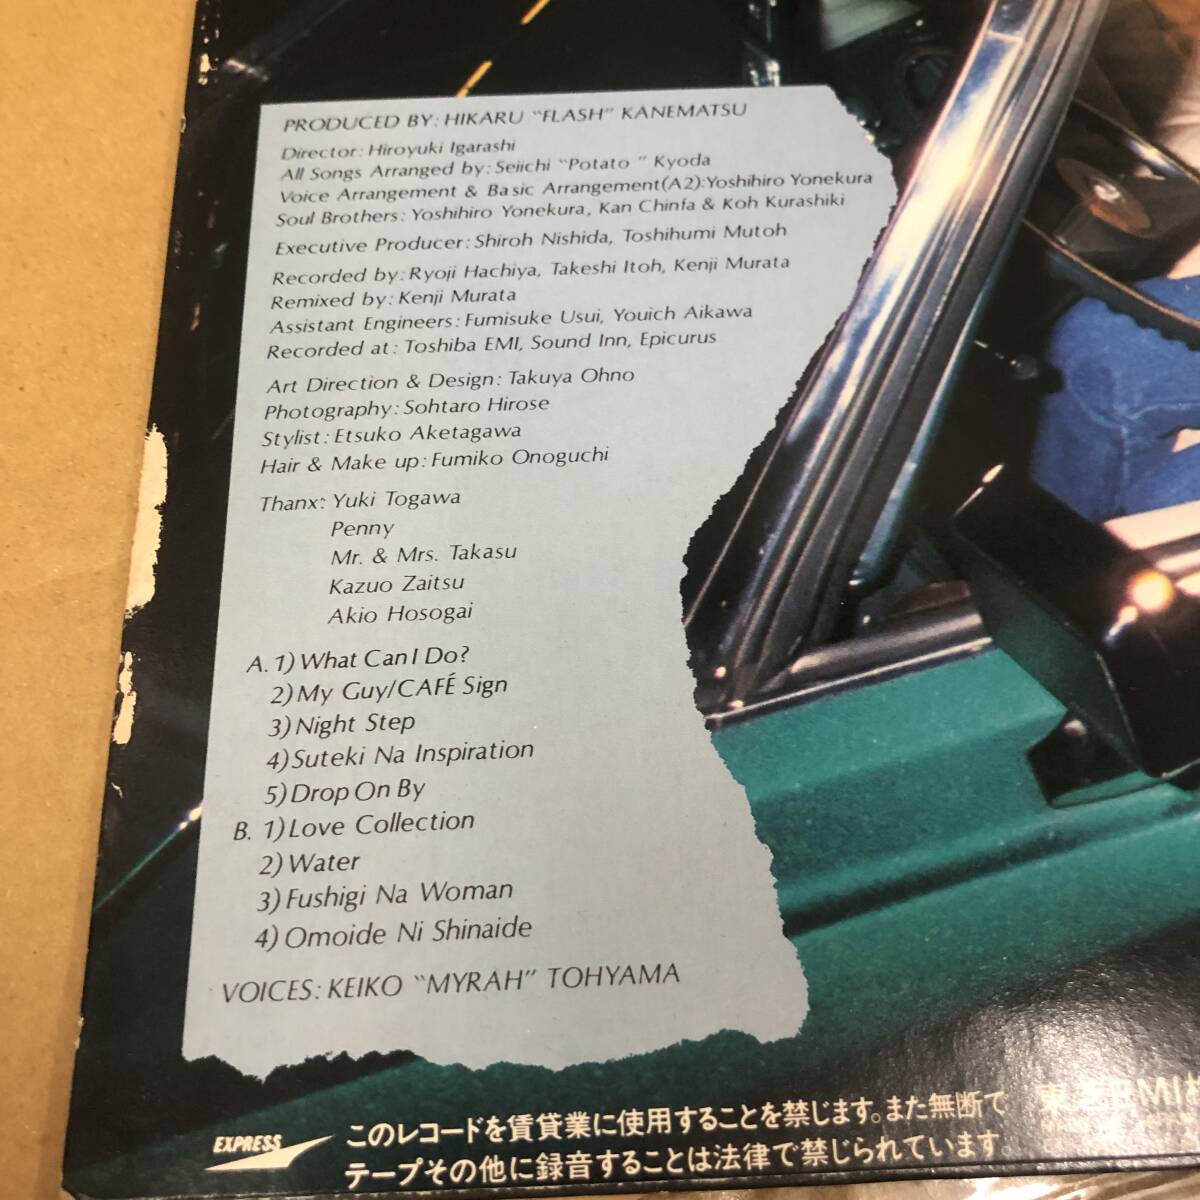 PRODUCED BY: HIKARU "FLASH" KANEMATSU
Director: Hiroyuki Igarashi
All Songs Arranged by: Seiichi "Potato" Kyoda
Voice Arrangement & Basic Arrangement(A2): Yoshihiro Yonekura
Soul Brothers: Yoshihiro Yonekura, Kan Chinfa & Koh Kurashiki
Executive Producer: Shiroh Nishida, Toshihumi Mutoh
Recorded by: Ryoji Hachiya, Takeshi Itoh, Kenji Murata
Remixed by: Kenji Murata
Assistant Engineers: Fumisuke Usui, Youich Aikawa
Recorded at: Toshiba EMI, Sound Inn, Epicurus
Art Direction & Design: Takuya Ohno
Photography: Sohtaro Hirose
Stylist: Etsuko Aketagawa
Hair & Make up: Fumiko Onoguchi
Thanx: Yuki Togawa
Penny
Mr. & Mrs. Takasu
Kazuo Zaitsu
Akio Hosogai
A. 1) What Can I Do?
2) My Guy/CAFÉ Sign
3) Night Step
4) Suteki Na Inspiration
5) Drop On By
B. 1) Love Collection
2) Water
3) Fushigi Na Woman
4) Omoide Ni Shinaide
VOICES: KEIKO "MYRAH" TOHYAMA
EXPRESS
このレコードを賃貸業に使用することを禁じます。また無断で
テープその他に録音することは法律で禁じられています。
東芝EMI株